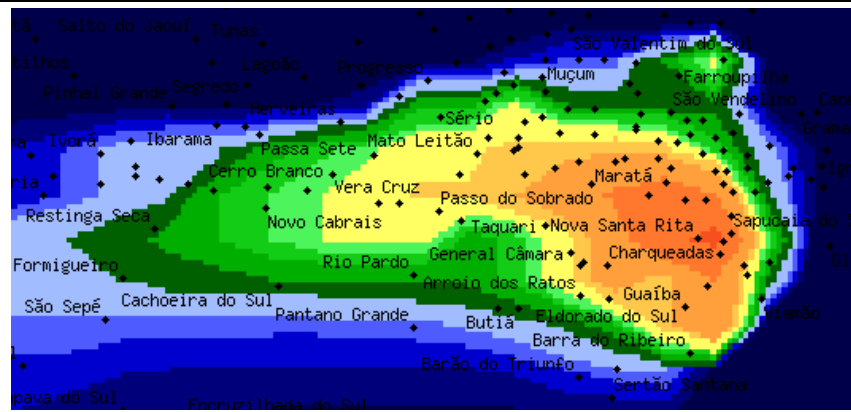 Salto do Jacuí
Tunas
São Valentim do Sul
Lagoão
Progresso
Muçum
Farroupilha
Pinhal Grande
Segredo
São Vendelino
Herveiras
Sério
Ivorá
Ibarama
Passa Sete
Mato Leitão
Cerro Branco
Vera Cruz
Maratá
Passo do Sobrado
Restinga Seca
Novo Cabrais
Taquari
Nova Santa Rita
General Câmara
Charqueadas
Formigueiro
Rio Pardo
Arroio dos Ratos
Guaíba
São Sepé
Cachoeira do Sul
Pantano Grande
Butiá
Eldorado do Sul
Barra do Ribeiro
Barão do Triunfo
Sertão Santana
Encruzilhada do Sul